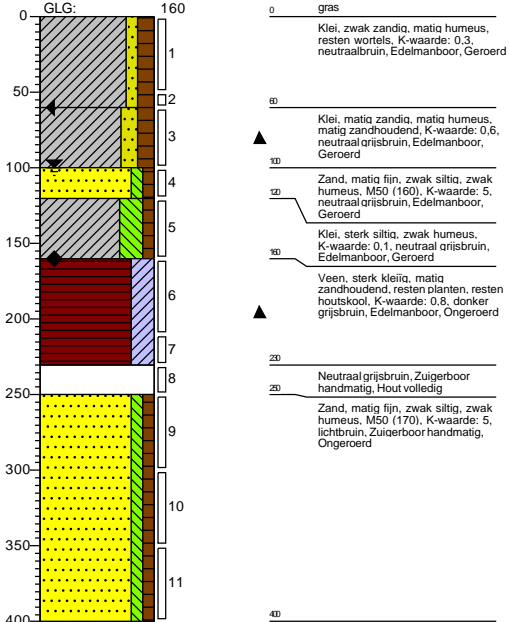 GLG: 160
0
50
100
150
200
250
300
350
400
1
2
3
4
5
6
7
8
9
10
11
0 gras
Klei, zwak zandig, matig humeus,
resten wortels, K-waarde: 0,3,
neutraalbruin, Edelmanboor, Geroerd
60
Klei, matig zandig, matig humeus,
matig zandhoudend, K-waarde: 0,6,
neutraal grijsbruin, Edelmanboor,
Geroerd
100
Zand, matig fijn, zwak siltig, zwak
humeus, M50 (160), K-waarde: 5,
neutraal grijsbruin, Edelmanboor,
Geroerd
120
Klei, sterk siltig, zwak humeus,
K-waarde: 0,1, neutraal grijsbruin,
Edelmanboor, Geroerd
160
Veen, sterk kleiïg, matig
zandhoudend, resten planten, resten
houtskool, K-waarde: 0,8, donker
grijsbruin, Edelmanboor, Ongeroerd
230
Neutraal grijsbruin, Zuigerboor
handmatig, Hout volledig
250
Zand, matig fijn, zwak siltig, zwak
humeus, M50 (170), K-waarde: 5,
lichtbruin, Zuigerboor handmatig,
Ongeroerd
400